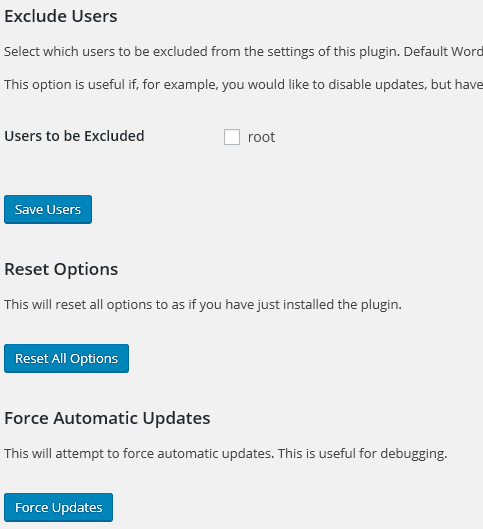 Exclude Users
Select which users to be excluded from the settings of this plugin. Default Word
This option is useful if, for example, you would like to disable updates, but have
Users to be Excluded root
Save Users
Reset Options
This will reset all options to as if you have just installed the plugin.
Reset All Options
Force Automatic Updates
This will attempt to force automatic updates. This is useful for debugging.
Force Updates